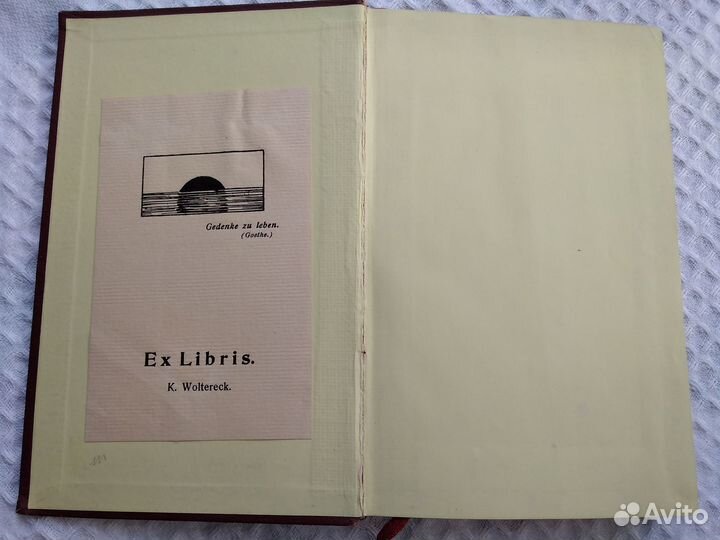 Gedenke zu leben.
(Goethe.)
Ex Libris.
K. Woltereck.
Avito